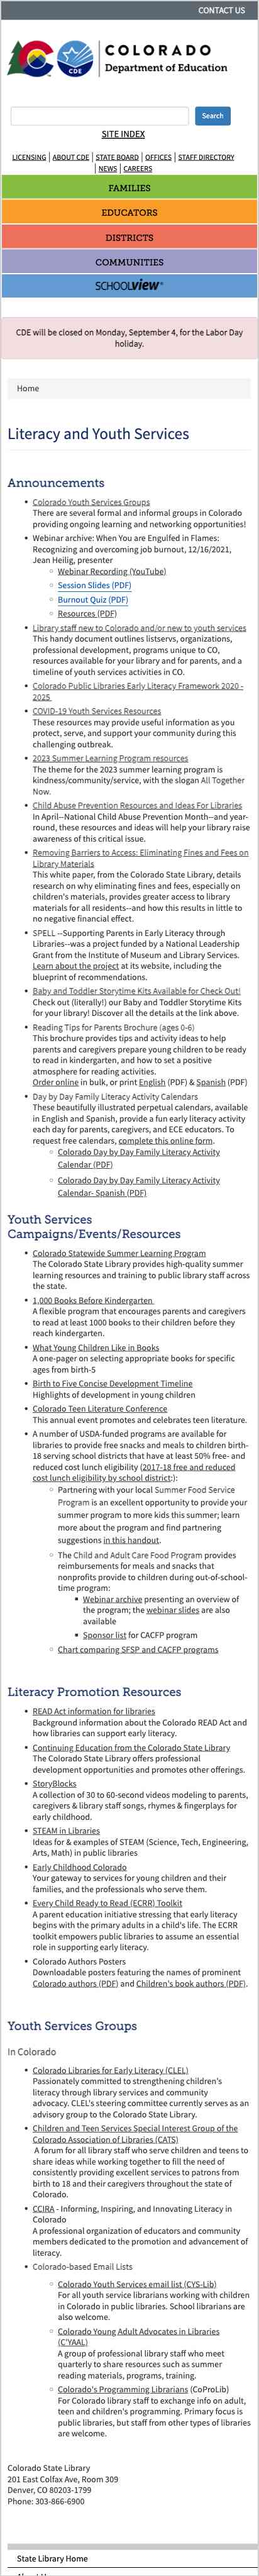 CONTACT US
COLORADO
Department of Education
CDE
Search
SITE INDEX
LICENSING | ABOUT CDE | STATE BOARD | OFFICES | STAFF DIRECTORY
| NEWS | CAREERS
FAMILIES
EDUCATORS
DISTRICTS
COMMUNITIES
SCHOOLVIEW®
CDE will be closed on Monday, September 4, for the Labor Day
holiday.
Home
Literacy and Youth Services
Announcements
Colorado Youth Services Groups
There are several formal and informal groups in Colorado
providing ongoing learning and networking opportunities!
Webinar archive: When You are Engulfed in Flames:
Recognizing and overcoming job burnout, 12/16/2021,
Jean Heilig, presenter
Webinar Recording (YouTube)
Session Slides (PDF)
Burnout Quiz (PDF)
Resources (PDF)
Library staff new to Colorado and/or new to youth services
This handy document outlines listservs, organizations,
professional development, programs unique to CO,
resources available for your library and for parents, and a
timeline of youth services activities in CO.
Colorado Public Libraries Early Literacy Framework 2020 -
2025
COVID-19 Youth Services Resources
These resources may provide useful information as you
protect, serve, and support your community during this
challenging outbreak.
2023 Summer Learning Program resources
The theme for the 2023 summer learning program is
kindness/community/service, with the slogan All Together
Now.
Child Abuse Prevention Resources and Ideas For Libraries
In April--National Child Abuse Prevention Month--and year-
round, these resources and ideas will help your library raise
awareness of this critical issue.
Removing Barriers to Access: Eliminating Fines and Fees on
Library Materials
This white paper, from the Colorado State Library, details
research on why eliminating fines and fees, especially on
children's materials, provides greater access to library
materials for all residents--and how this results in little to
no negative financial effect.
SPELL --Supporting Parents in Early Literacy through
Libraries--was a project funded by a National Leadership
Grant from the Institute of Museum and Library Services.
Learn about the project at its website, including the
blueprint of recommendations.
Baby and Toddler Storytime Kits Available for Check Out!
Check out (literally!) our Baby and Toddler Storytime Kits
for your library! Discover all the details at the link above.
Reading Tips for Parents Brochure (ages 0-6)
This brochure provides tips and activity ideas to help
parents and caregivers prepare young children to be ready
to read in kindergarten, and how to set a positive
atmosphere for reading activities.
Order online in bulk, or print English (PDF) & Spanish (PDF)
Day by Day Family Literacy Activity Calendars
These beautifully illustrated perpetual calendars, available
in English and Spanish, provide a fun early literacy activity
each day for parents, caregivers, and ECE educators. To
request free calendars, complete this online form.
Colorado Day by Day Family Literacy Activity
Calendar (PDF)
Colorado Day by Day Family Literacy Activity
Calendar- Spanish (PDF)
Youth Services
Campaigns/Events/Resources
Colorado Statewide Summer Learning Program
The Colorado State Library provides high-quality summer
learning resources and training to public library staff across
the state.
1,000 Books Before Kindergarten
A flexible program that encourages parents and caregivers
to read at least 1000 books to their children before they
reach kindergarten.
What Young Children Like in Books
A one-pager on selecting appropriate books for specific
ages from birth-5
Birth to Five Concise Development Timeline
Highlights of development in young children
Colorado Teen Literature Conference
This annual event promotes and celebrates teen literature.
A number of USDA-funded programs are available for
libraries to provide free snacks and meals to children birth-
18 serving school districts that have at least 50% free- and
reduced cost lunch eligibility (2017-18 free and reduced
cost lunch eligibility by school district:):
Partnering with your local Summer Food Service
Program is an excellent opportunity to provide your
summer program to more kids this summer; learn
more about the program and find partnering
suggestions in this handout.
The Child and Adult Care Food Program provides
reimbursements for meals and snacks that
nonprofits provide to children during out-of-school-
time program:
Webinar archive presenting an overview of
the program; the webinar slides are also
available
Sponsor list for CACFP program
Chart comparing SFSP and CACFP programs
Literacy Promotion Resources
READ Act information for libraries
Background information about the Colorado READ Act and
how libraries can support early literacy.
Continuing Education from the Colorado State Library
The Colorado State Library offers professional
development opportunities and promotes other offerings.
StoryBlocks
A collection of 30 to 60-second videos modeling to parents,
caregivers & library staff songs, rhymes & fingerplays for
early childhood.
STEAM in Libraries
Ideas for & examples of STEAM (Science, Tech, Engineering,
Arts, Math) in public libraries
Early Childhood Colorado
Your gateway to services for young children and their
families, and the professionals who serve them.
Every Child Ready to Read (ECRR) Toolkit
A parent education initiative stressing that early literacy
begins with the primary adults in a child's life. The ECRR
toolkit empowers public libraries to assume an essential
role in supporting early literacy.
Colorado Authors Posters
Downloadable posters featuring the names of prominent
Colorado authors (PDF) and Children's book authors (PDF).
Youth Services Groups
In Colorado
Colorado Libraries for Early Literacy (CLEL)
Passionately committed to strengthening children's
literacy through library services and community
advocacy. CLEL's steering committee currently serves as an
advisory group to the Colorado State Library.
Children and Teen Services Special Interest Group of the
Colorado Association of Libraries (CATS)
A forum for all library staff who serve children and teens to
share ideas while working together to fill the need of
consistently providing excellent services to patrons from
birth to 18 and their caregivers throughout the state of
Colorado.
CCIRA - Informing, Inspiring, and Innovating Literacy in
Colorado
A professional organization of educators and community
members dedicated to the promotion and advancement of
literacy.
Colorado-based Email Lists
Colorado Youth Services email list (CYS-Lib)
For all youth service librarians working with children
in Colorado in public libraries. School librarians are
also welcome.
Colorado Young Adult Advocates in Libraries
(C'YAAL)
A group of professional library staff who meet
quarterly to share resources such as summer
reading materials, programs, training.
Colorado's Programming Librarians (CoProLib)
For Colorado library staff to exchange info on adult,
teen and children's programming. Primary focus is
public libraries, but staff from other types of libraries
are welcome.
Colorado State Library
201 East Colfax Ave, Room 309
Denver, CO 80203-1799
Phone: 303-866-6900
State Library Home